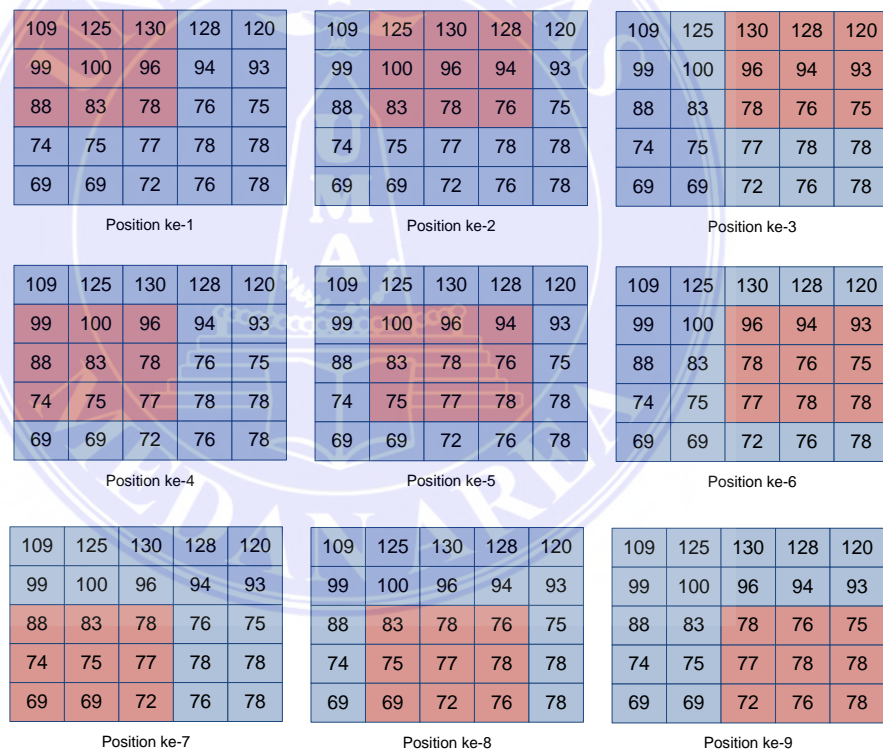 109 125 130 128 120 109 125 130 128 120 109 125 130 128 120
99 100 96 94 93 99 100 96 94 93 99 100 96 94 93
88 83 78 76 75 88 83 78 76 75 88 83 78 76 75
74 75 77 78 78 74 75 77 78 78 74 75 77 78 78
69 69 72 76 78 69 69 72 76 78 69 69 72 76 78
Position ke-1 Position ke-2 Position ke-3
109 125 130 128 120 109 125 130 128 120 109 125 130 128 120
99 100 96 94 93 99 100 96 94 93 99 100 96 94 93
88 83 78 76 75 88 83 78 76 75 88 83 78 76 75
74 75 77 78 78 74 75 77 78 78 74 75 77 78 78
69 69 72 76 78 69 69 72 76 78 69 69 72 76 78
Position ke-4 Position ke-5 Position ke-6
109 125 130 128 120 109 125 130 128 120 109 125 130 128 120
99 100 96 94 93 99 100 96 94 93 99 100 96 94 93
88 83 78 76 75 88 83 78 76 75 88 83 78 76 75
74 75 77 78 78 74 75 77 78 78 74 75 77 78 78
69 69 72 76 78 69 69 72 76 78 69 69 72 76 78
Position ke-7 Position ke-8 Position ke-9
UMA
MEDAN AREA